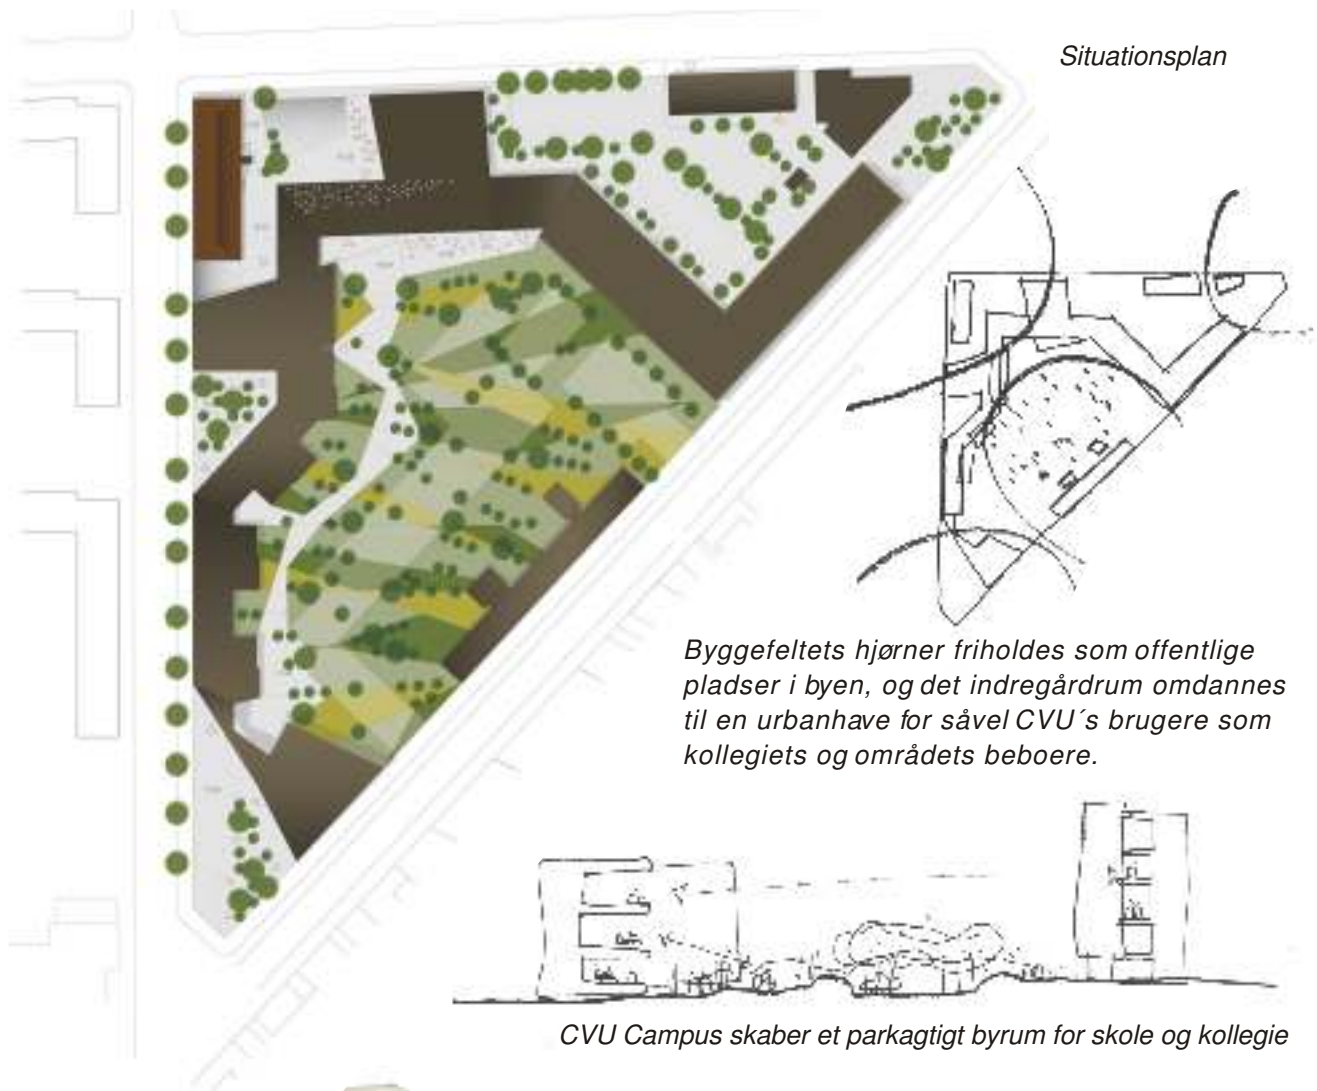 Situationsplan
Byggefeltets hjørner friholdes som offentlige
pladser i byen, og det indregårdrum omdannes
til en urbanhave for såvel CVU´s brugere som
kollegiets og områdets beboere.
CVU Campus skaber et parkagtigt byrum for skole og kollegie